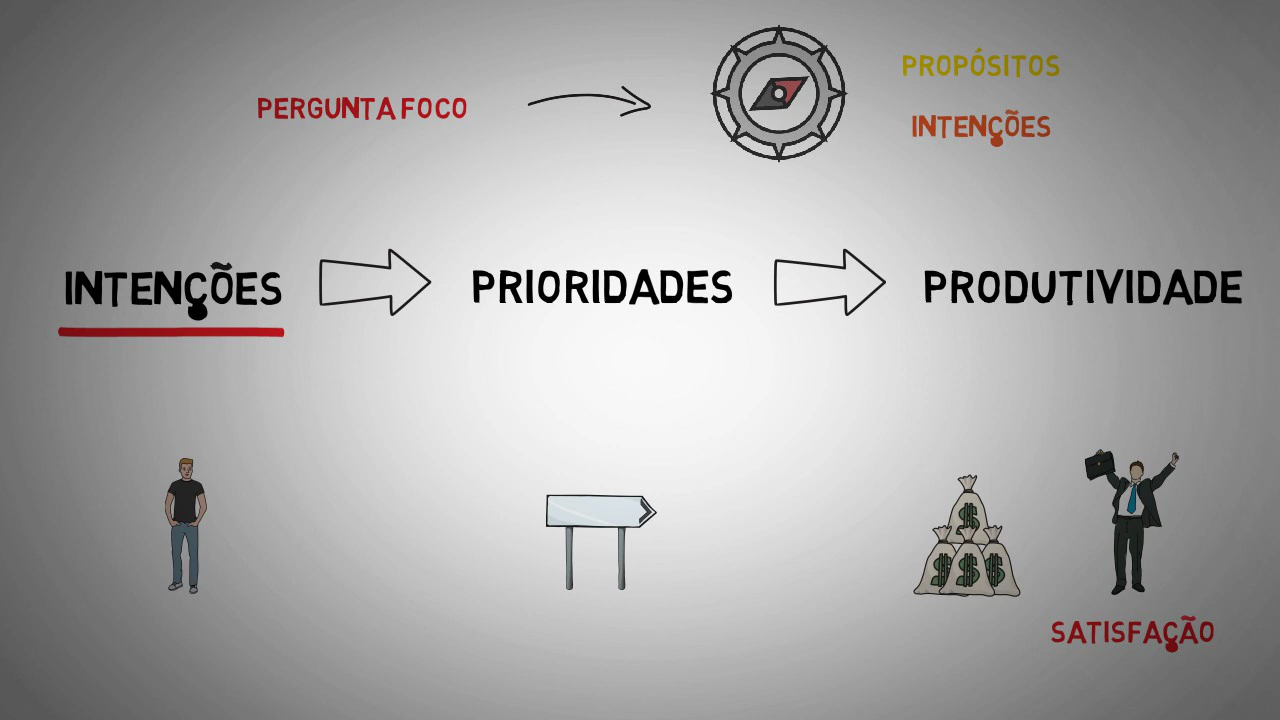 PROPÓSITOS
PERGUNTA FOCO
INTENÇÕES
INTENÇÕES
PRIORIDADES
PRODUTIVIDADE
$
$ $ $
SATISFAÇÃO